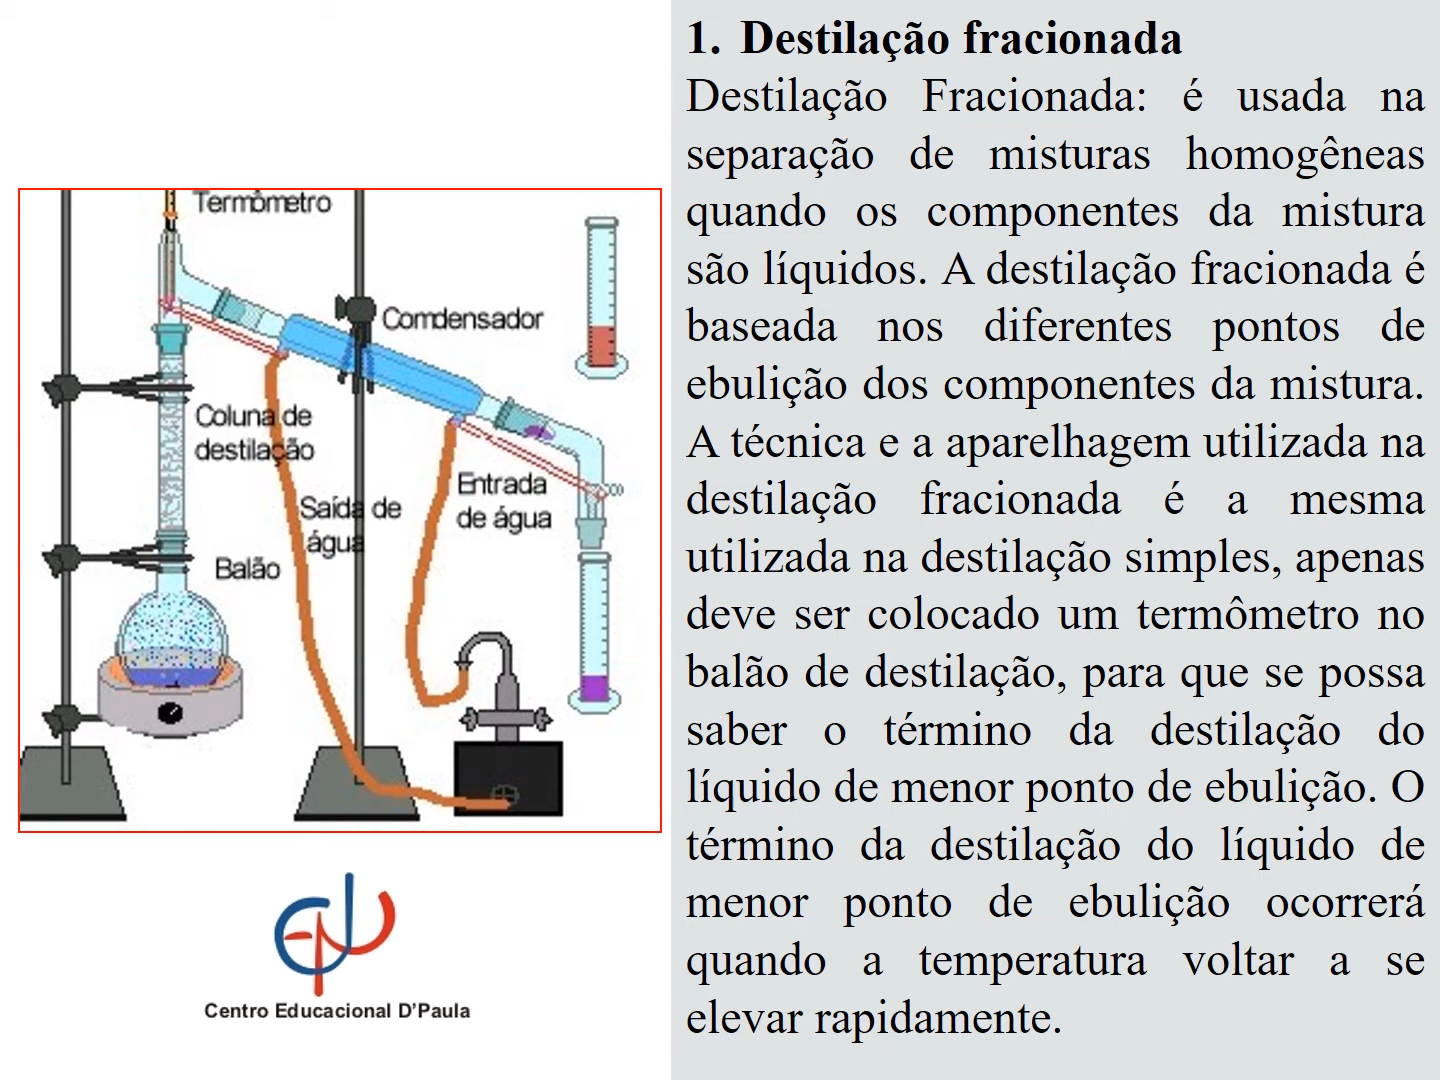 1. Destilação fracionada
Destilação Fracionada: é usada na
separação de misturas homogêneas
quando os componentes da mistura
são líquidos. A destilação fracionada é
baseada nos diferentes pontos de
ebulição dos componentes da mistura.
A técnica e a aparelhagem utilizada na
destilação fracionada é a mesma
utilizada na destilação simples, apenas
deve ser colocado um termômetro no
balão de destilação, para que se possa
saber o término da destilação do
líquido de menor ponto de ebulição. O
término da destilação do líquido de
menor ponto de ebulição ocorrerá
quando a temperatura voltar a se
elevar rapidamente.
Termômetro
Comdensador
Coluna de
destilação
Saída de
água
Entrada
de água
Balão
Centro Educacional D'Paula